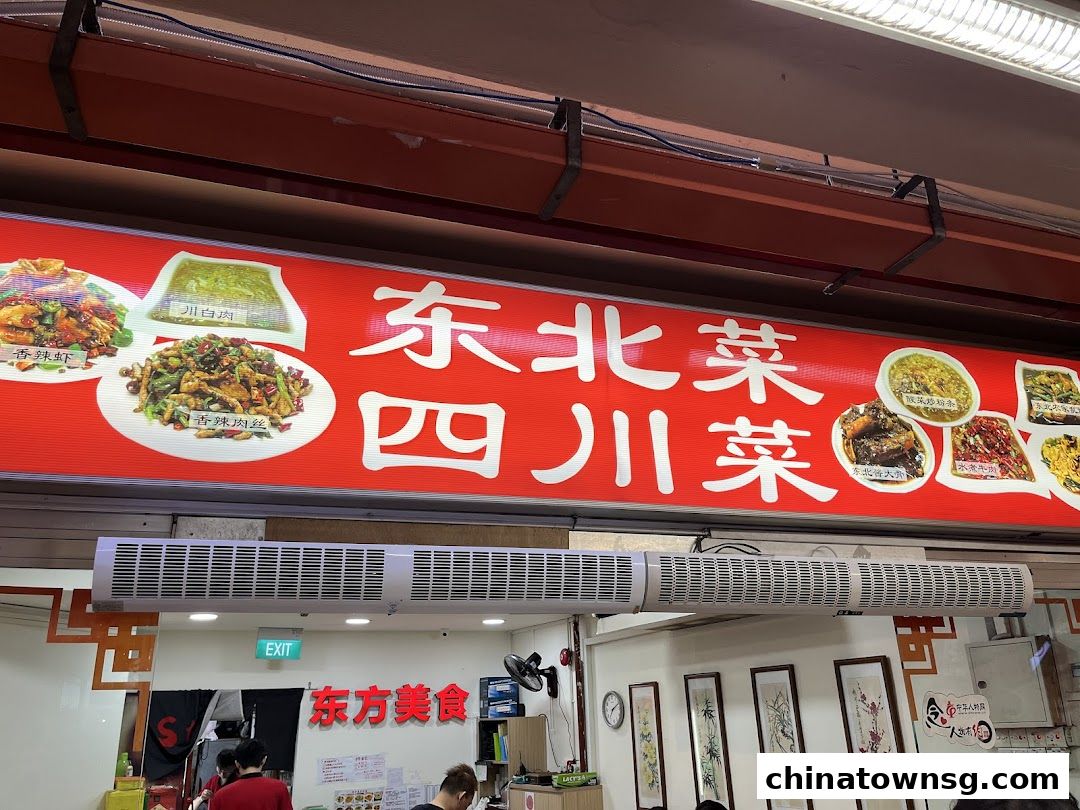 东北菜
四川菜
川白肉
香辣虾
香辣肉丝
酸菜炒粉条
东北酱大骨
水煮牛肉
EXIT
东方美食
chinatownsg.com